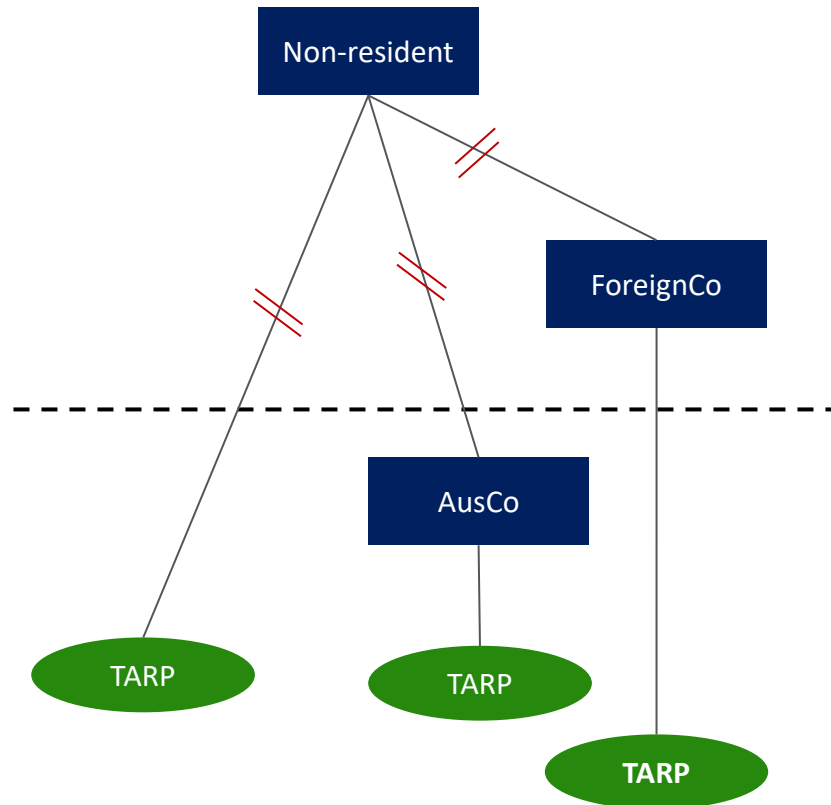 Non-resident
ForeignCo
AusCo
TARP
TARP
TARP